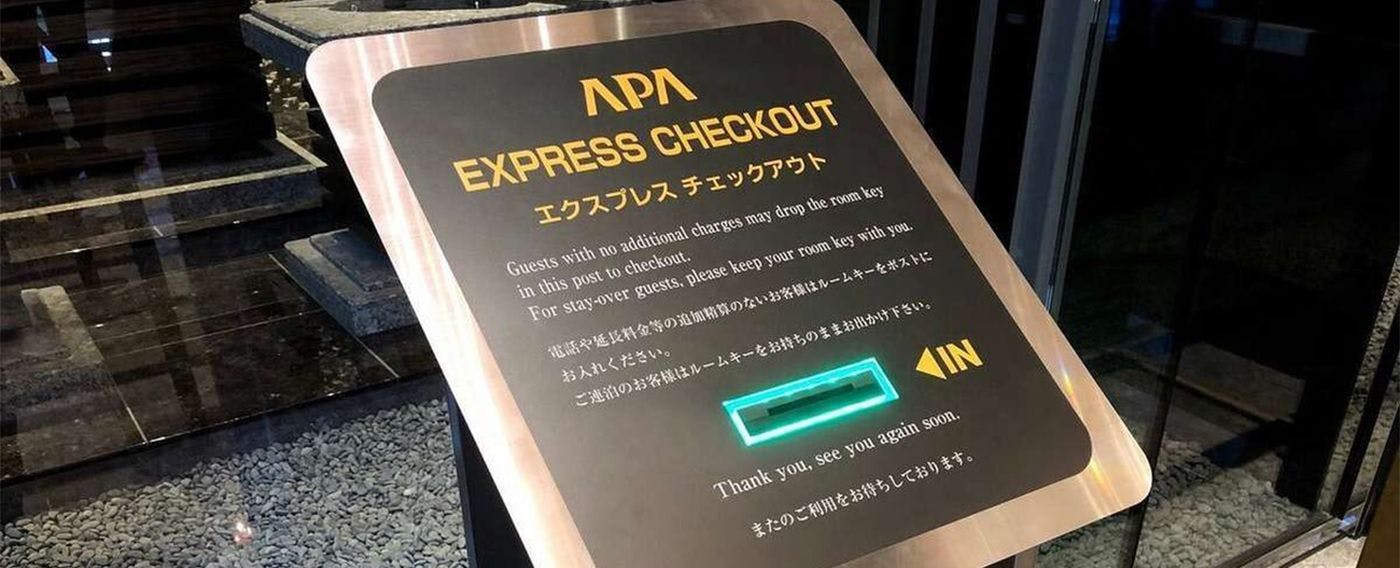 APA
EXPRESS CHECKOUT
エクスプレス チェックアウト
Guests with no additional charges may drop the room key
in this post to checkout.
For stay-over guests, please keep your room key with you.
電話や延長料金等の追加精算のないお客様はルームキーをポストに
お入れください。
ご連泊のお客様はルームキーをお持ちのままお出かけ下さい。
◀IN
Thank you, see you again soon.
またのご利用をお待ちしております。